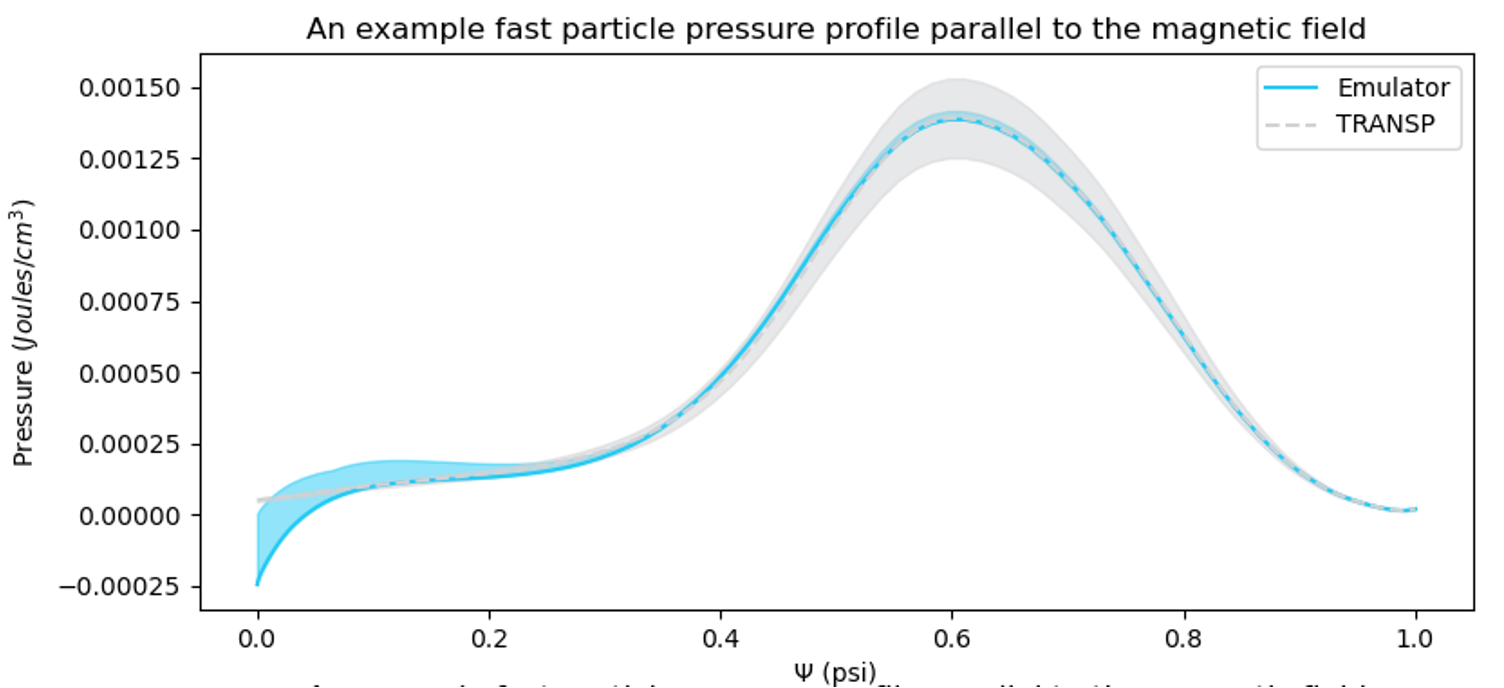 An example fast particle pressure profile parallel to the magnetic field
Emulator
TRANSP
Pressure (Joules/cm³)
0.00150
0.00125
0.00100
0.00075
0.00050
0.00025
0.00000
−0.00025
0.0 0.2 0.4 0.6 0.8 1.0
Ψ (psi)